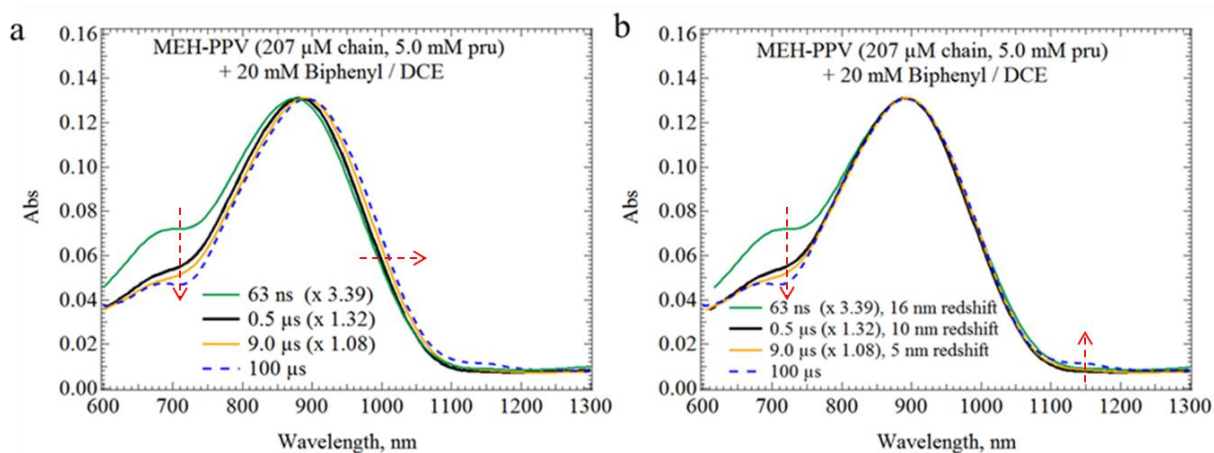 a
MEH-PPV (207 µM chain, 5.0 mM pru)
+ 20 mM Biphenyl / DCE
Abs
0.16
0.14
0.12
0.10
0.08
0.06
0.04
0.02
0.00
63 ns (x 3.39)
0.5 µs (x 1.32)
9.0 µs (x 1.08)
100 µs
600 700 800 900 1000 1100 1200 1300
Wavelength, nm
b
MEH-PPV (207 µM chain, 5.0 mM pru)
+ 20 mM Biphenyl / DCE
Abs
0.16
0.14
0.12
0.10
0.08
0.06
0.04
0.02
0.00
63 ns (x 3.39), 16 nm redshift
0.5 µs (x 1.32), 10 nm redshift
9.0 µs (x 1.08), 5 nm redshift
100 µs
600 700 800 900 1000 1100 1200 1300
Wavelength, nm